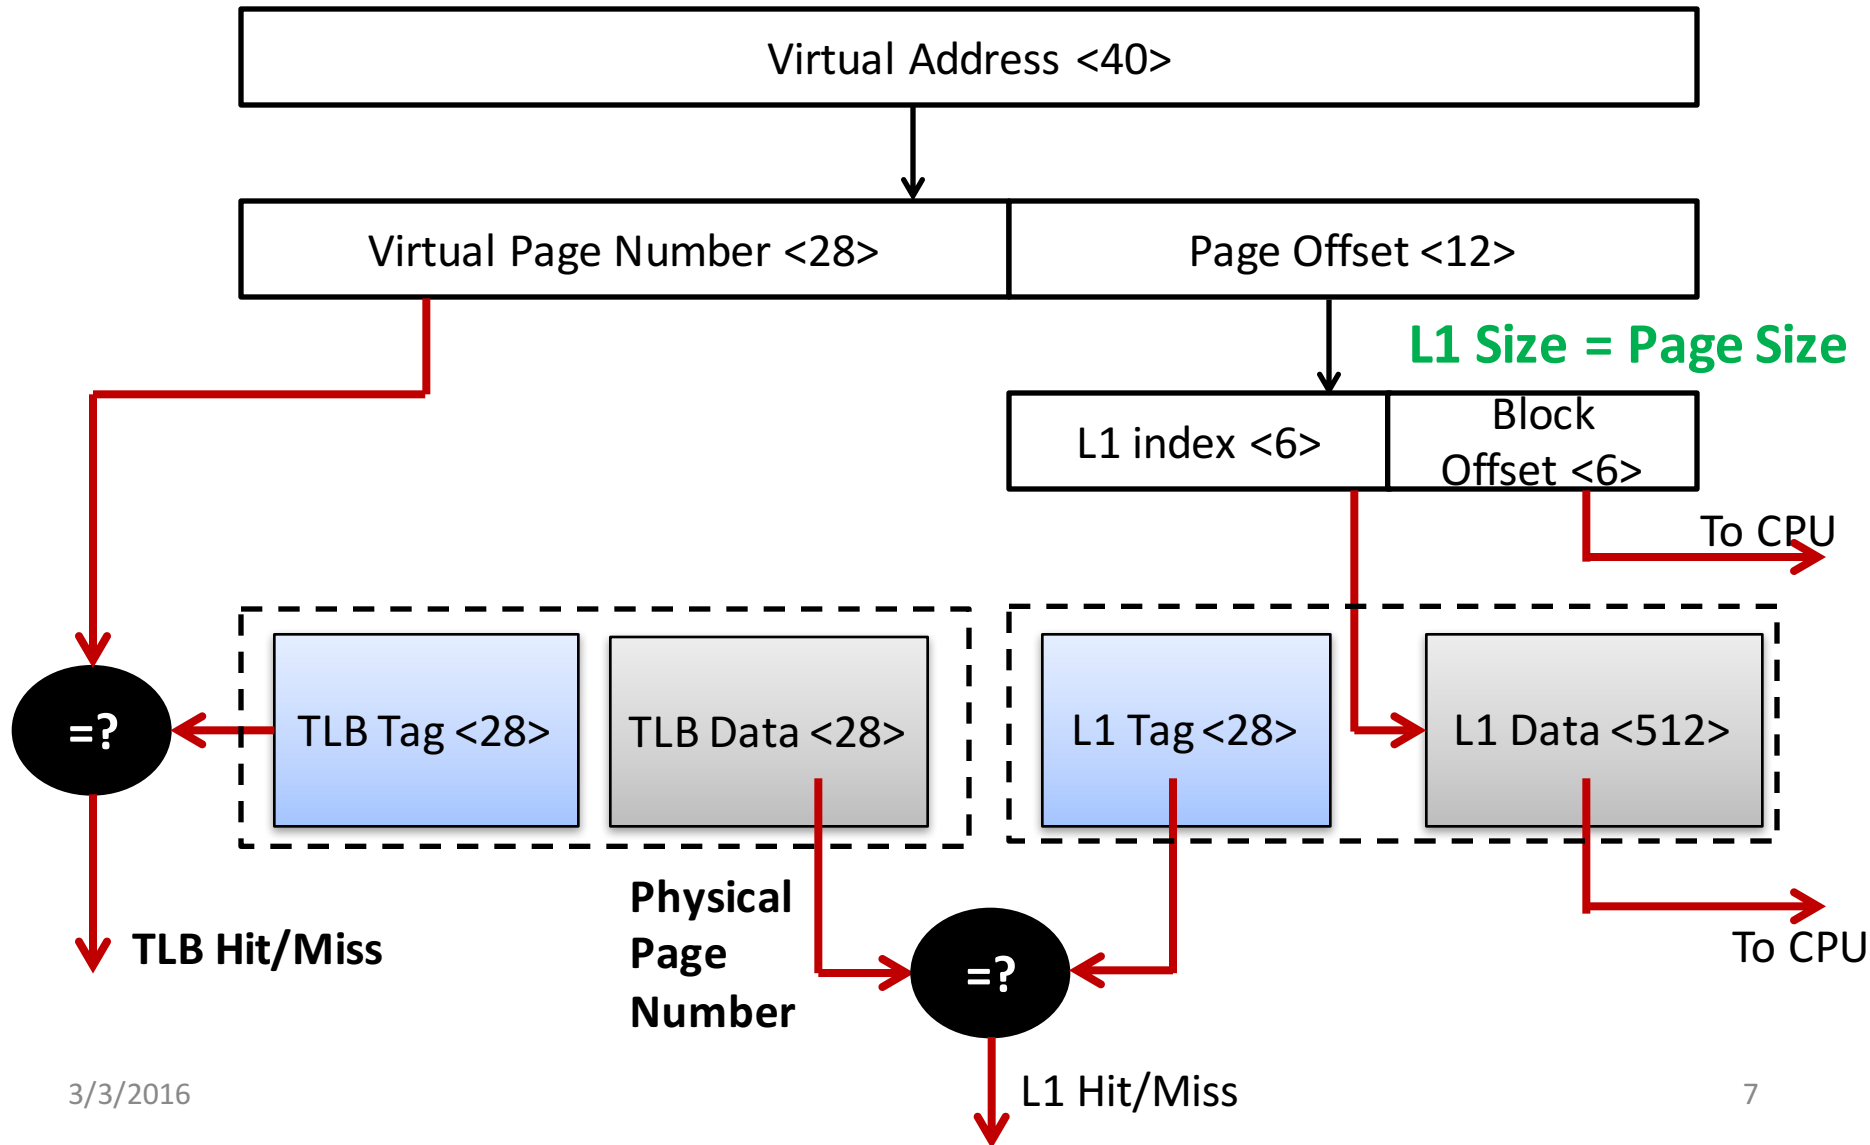 Virtual Address <40>
Virtual Page Number <28>
Page Offset <12>
L1 Size = Page Size
L1 index <6>
Block
Offset <6>
To CPU
=?
TLB Tag <28>
TLB Data <28>
L1 Tag <28>
L1 Data <512>
TLB Hit/Miss
Physical
Page
Number
=?
To CPU
L1 Hit/Miss
3/3/2016
7